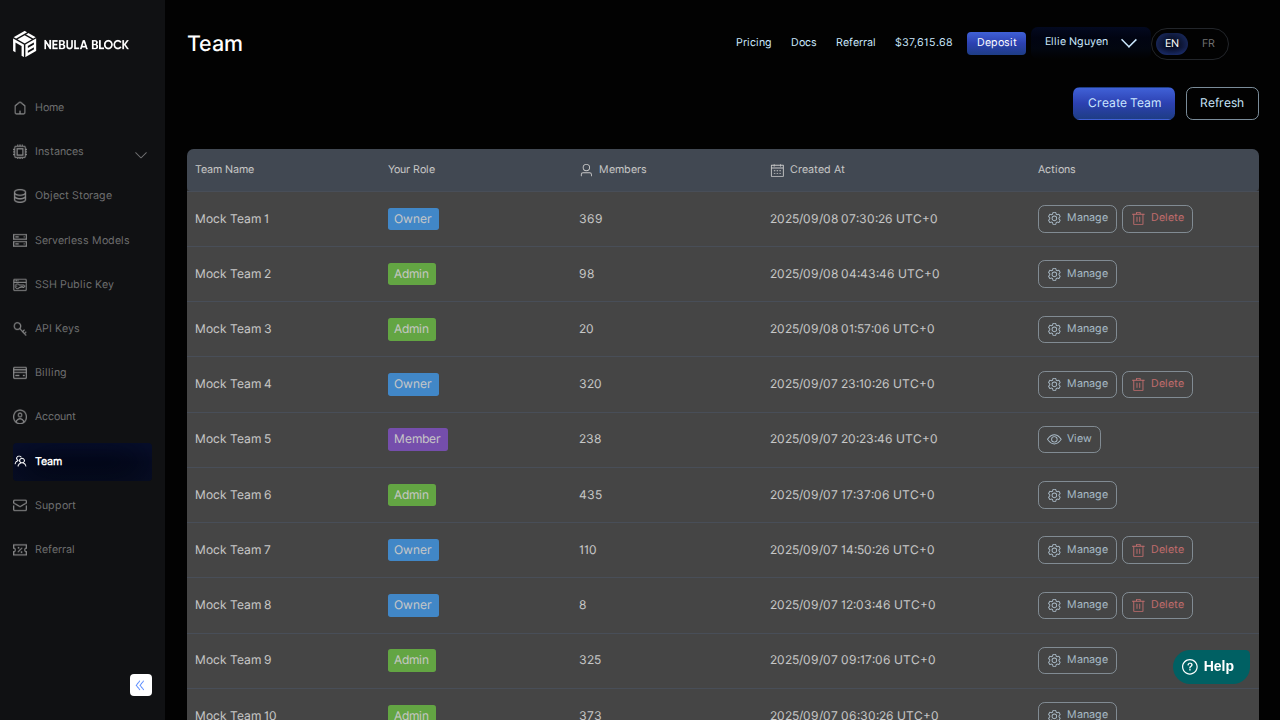 NEBULA BLOCK
Team
Pricing
Docs
Referral
$37,615.68
Deposit
Ellie Nguyen
EN
FR
Home
Instances
Object Storage
Serverless Models
SSH Public Key
API Keys
Billing
Account
Team
Support
Referral
Create Team
Refresh
Team Name Your Role Members Created At Actions
Mock Team 1 Owner 369 2025/09/08 07:30:26 UTC+0 Manage Delete
Mock Team 2 Admin 98 2025/09/08 04:43:46 UTC+0 Manage
Mock Team 3 Admin 20 2025/09/08 01:57:06 UTC+0 Manage
Mock Team 4 Owner 320 2025/09/07 23:10:26 UTC+0 Manage Delete
Mock Team 5 Member 238 2025/09/07 20:23:46 UTC+0 View
Mock Team 6 Admin 435 2025/09/07 17:37:06 UTC+0 Manage
Mock Team 7 Owner 110 2025/09/07 14:50:26 UTC+0 Manage Delete
Mock Team 8 Owner 8 2025/09/07 12:03:46 UTC+0 Manage Delete
Mock Team 9 Admin 325 2025/09/07 09:17:06 UTC+0 Manage
Mock Team 10 Admin 373 2025/09/07 06:30:26 UTC+0 Manage
Help